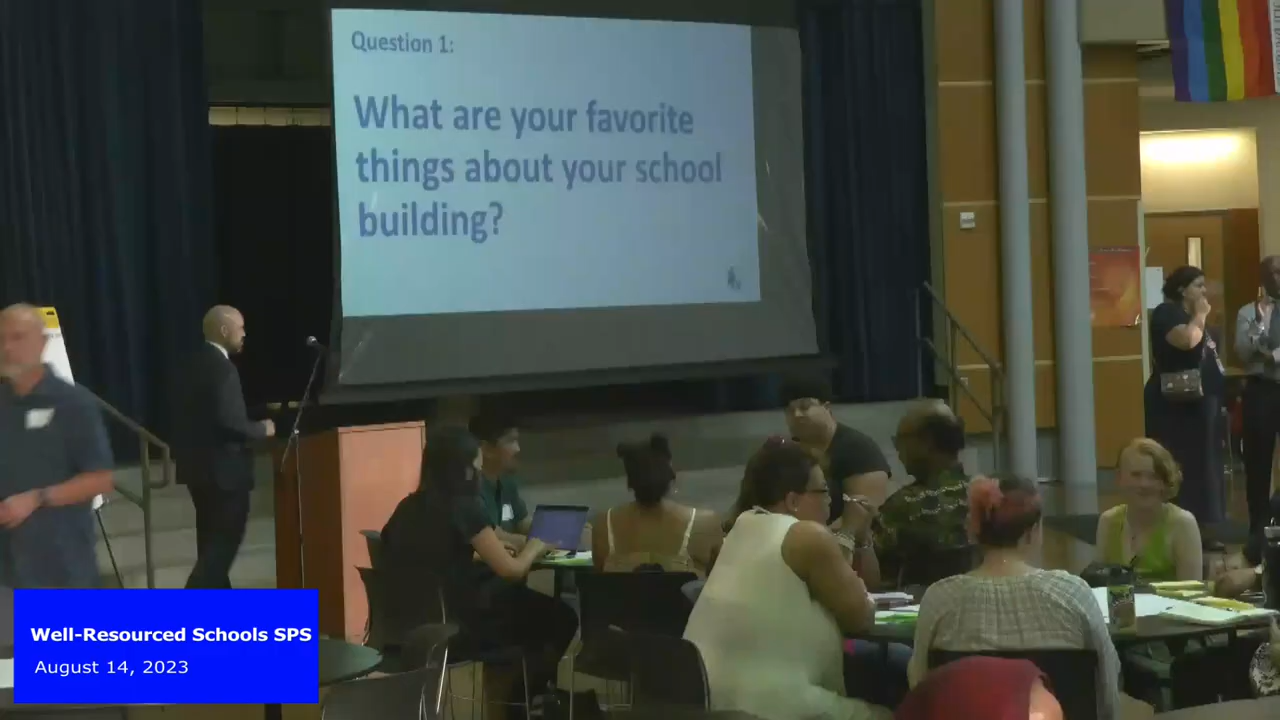 Question 1:
What are your favorite
things about your school
building?
Well-Resourced Schools SPS
August 14, 2023